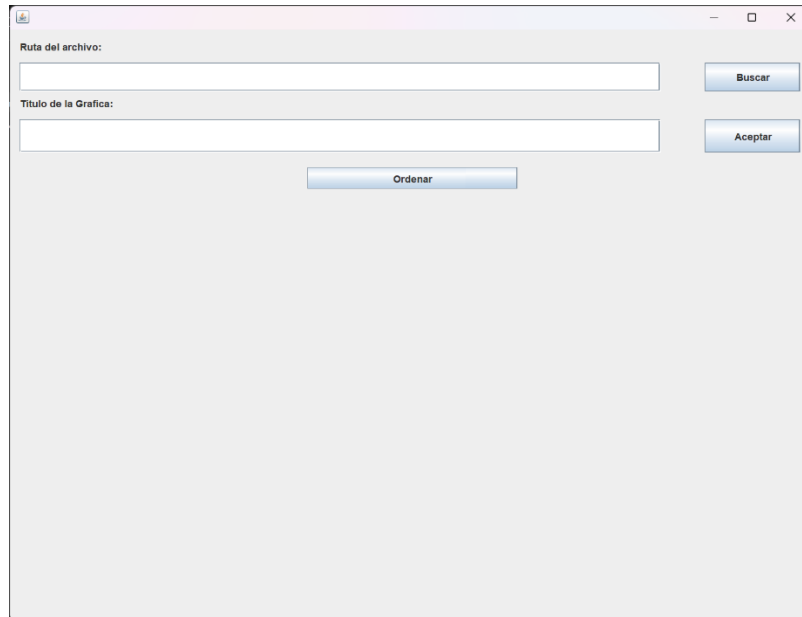 Ruta del archivo:
Buscar
Titulo de la Grafica:
Aceptar
Ordenar